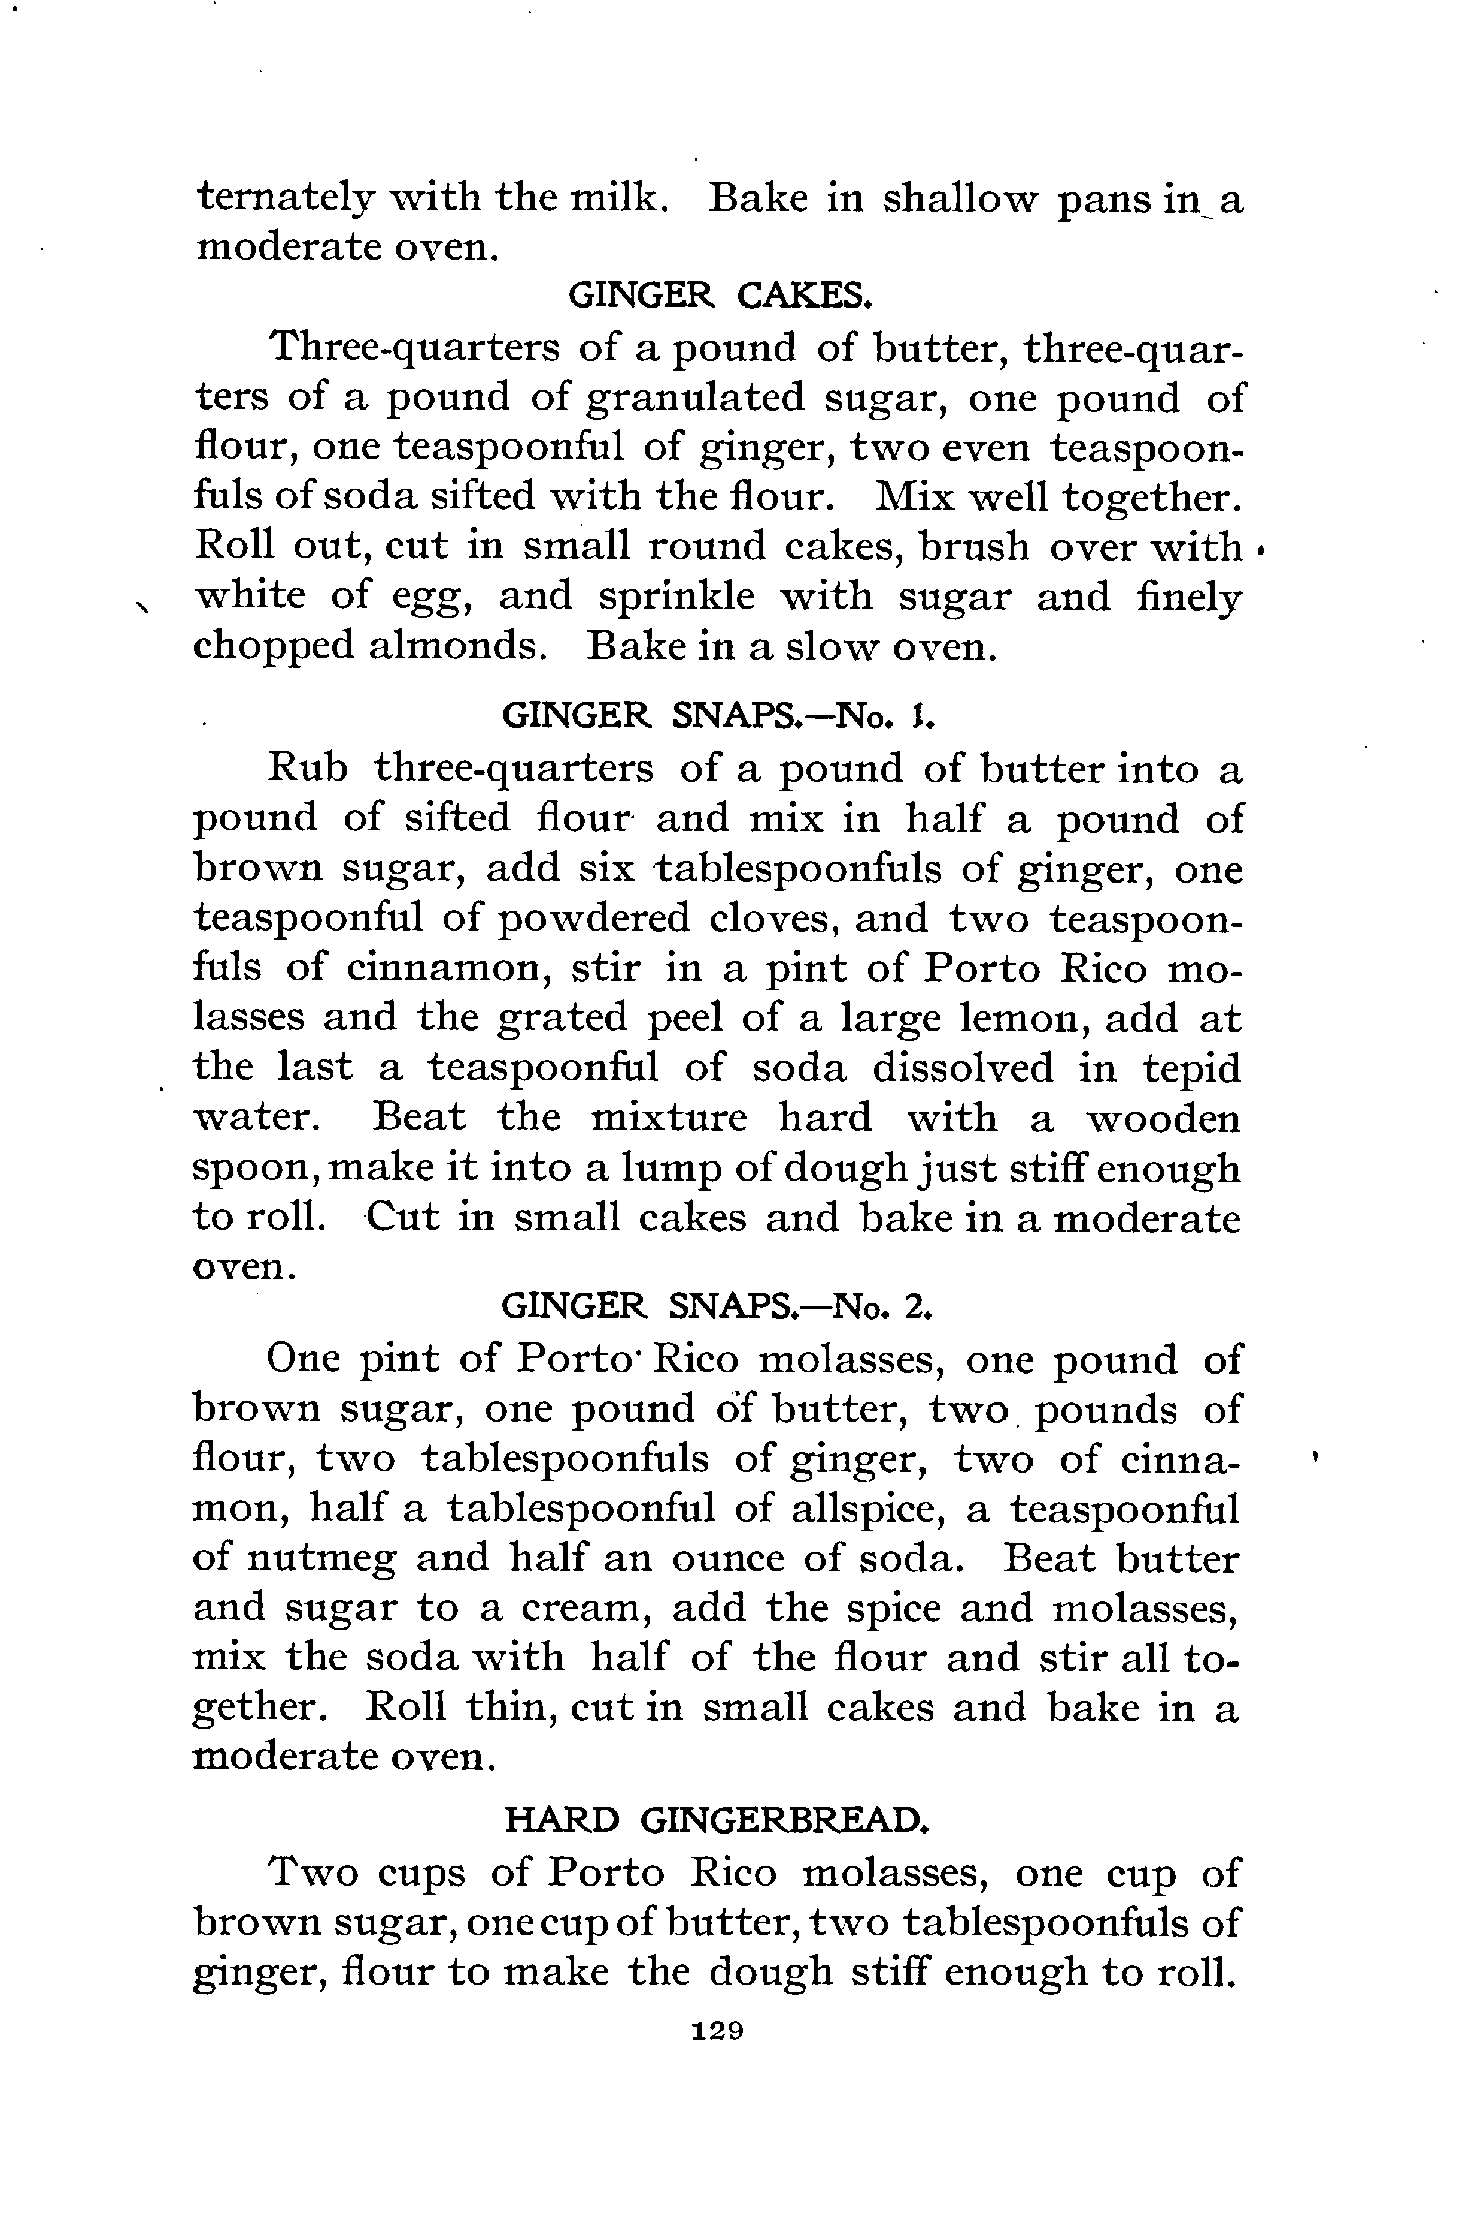 ternately with the milk. Bake in shallow pans in a
moderate oven.
GINGER CAKES.
Three-quarters of a pound of butter, three-quar-
ters of a pound of granulated sugar, one pound of
flour, one teaspoonful of ginger, two even teaspoon-
fuls of soda sifted with the flour. Mix well together.
Roll out, cut in small round cakes, brush over with
white of egg, and sprinkle with sugar and finely
chopped almonds. Bake in a slow oven.
GINGER SNAPS.—No. 1.
Rub three-quarters of a pound of butter into a
pound of sifted flour and mix in half a pound of
brown sugar, add six tablespoonfuls of ginger, one
teaspoonful of powdered cloves, and two teaspoon-
fuls of cinnamon, stir in a pint of Porto Rico mo-
lasses and the grated peel of a large lemon, add at
the last a teaspoonful of soda dissolved in tepid
water. Beat the mixture hard with a wooden
spoon, make it into a lump of dough just stiff enough
to roll. Cut in small cakes and bake in a moderate
oven.
GINGER SNAPS.—No. 2.
One pint of Porto Rico molasses, one pound of
brown sugar, one pound of butter, two pounds of
flour, two tablespoonfuls of ginger, two of cinna-
mon, half a tablespoonful of allspice, a teaspoonful
of nutmeg and half an ounce of soda. Beat butter
and sugar to a cream, add the spice and molasses,
mix the soda with half of the flour and stir all to-
gether. Roll thin, cut in small cakes and bake in a
moderate oven.
HARD GINGERBREAD.
Two cups of Porto Rico molasses, one cup of
brown sugar, one cup of butter, two tablespoonfuls of
ginger, flour to make the dough stiff enough to roll.
129